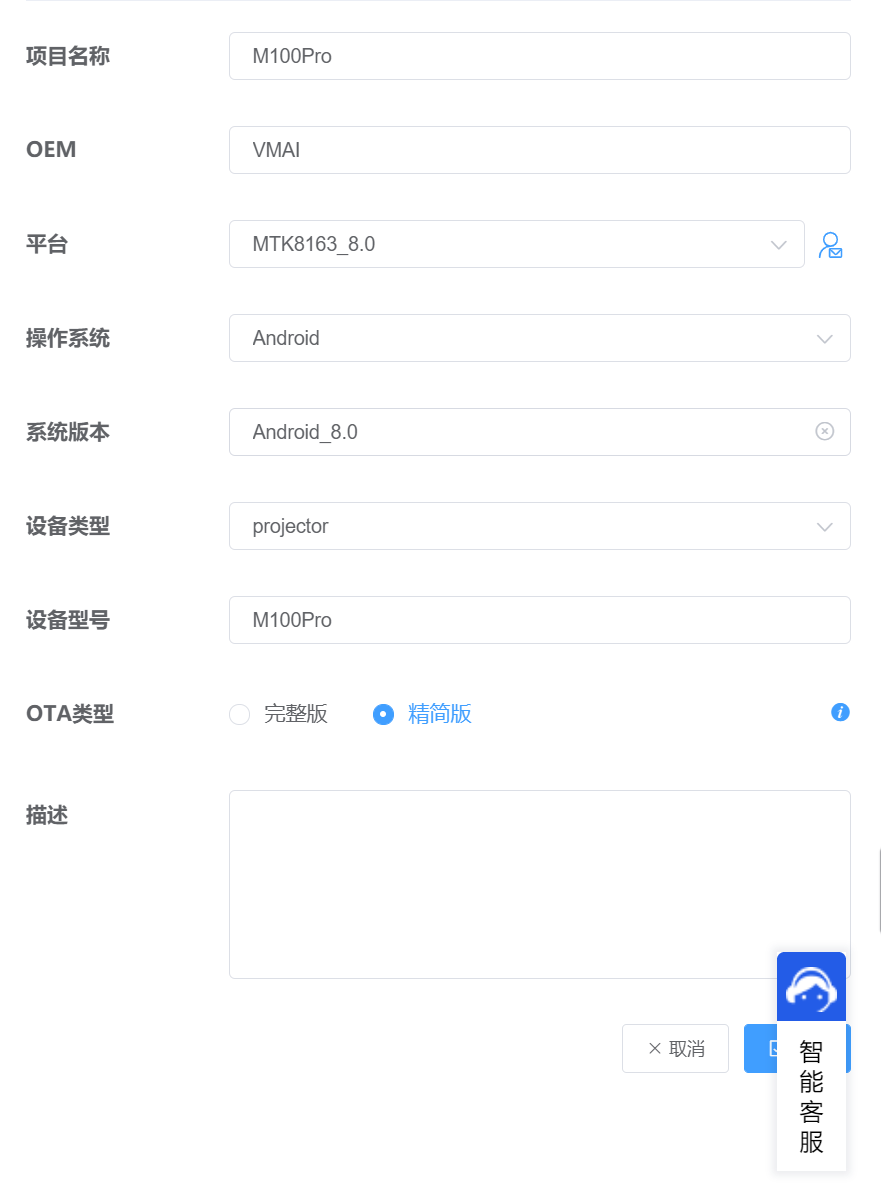 项目名称
M100Pro
OEM
VMAI
平台
MTK8163_8.0
操作系统
Android
系统版本
Android_8.0
设备类型
projector
设备型号
M100Pro
OTA类型
完整版
精简版
描述
取消
智能客服